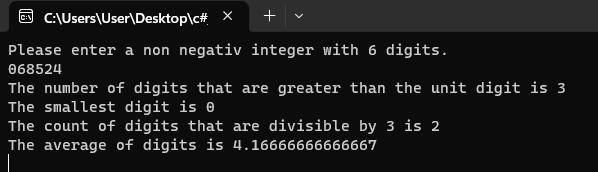 C:\Users\User\Desktop\c#
Please enter a non negativ integer with 6 digits.
068524
The number of digits that are greater than the unit digit is 3
The smallest digit is 0
The count of digits that are divisible by 3 is 2
The average of digits is 4.16666666666667